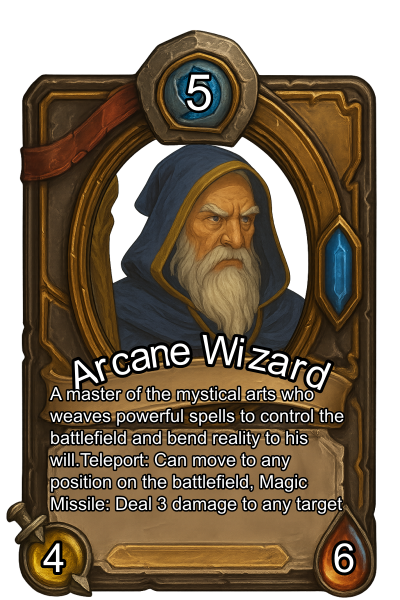 5
Arcane Wizard
A master of the mystical arts who
weaves powerful spells to control the
battlefield and bend reality to his
will.Teleport: Can move to any
position on the battlefield, Magic
Missile: Deal 3 damage to any target
4
6